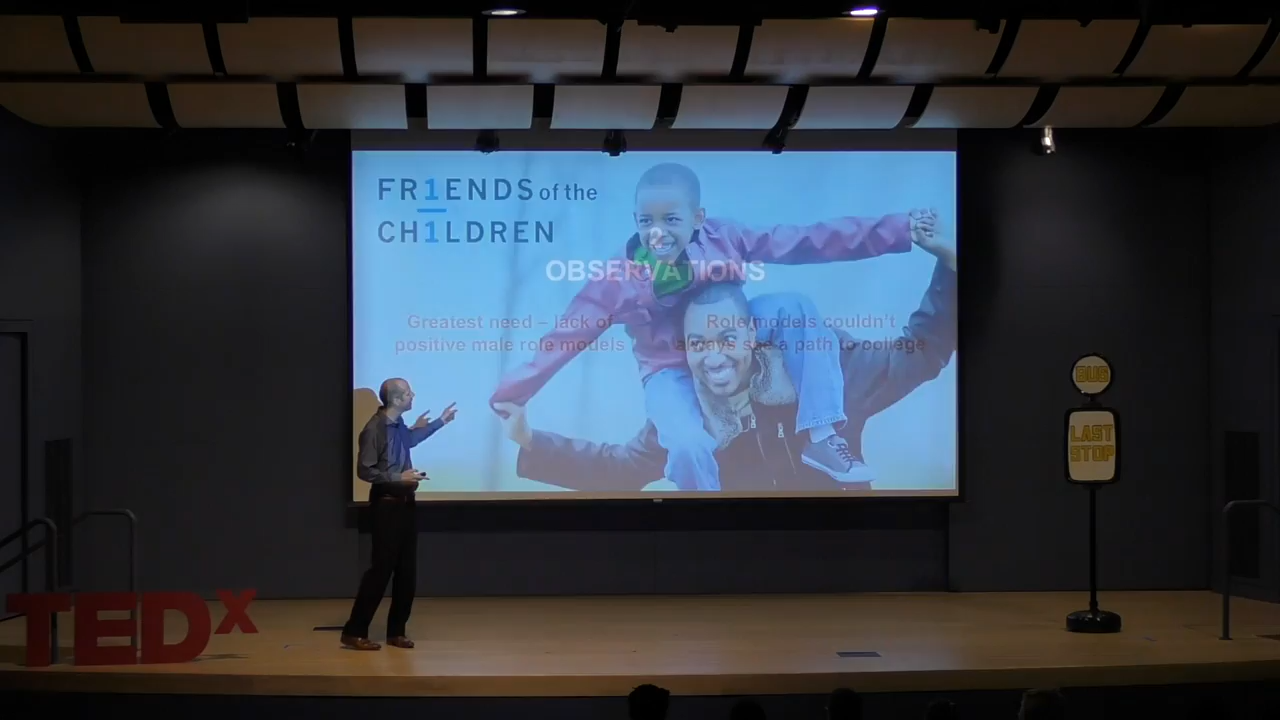 FR1ENDS of the
CH1LDREN
OBSERVATIONS
Greatest need – lack of
positive male role models
Role models couldn't
always see a path to college
BUG
LAST
STOP
TEDx